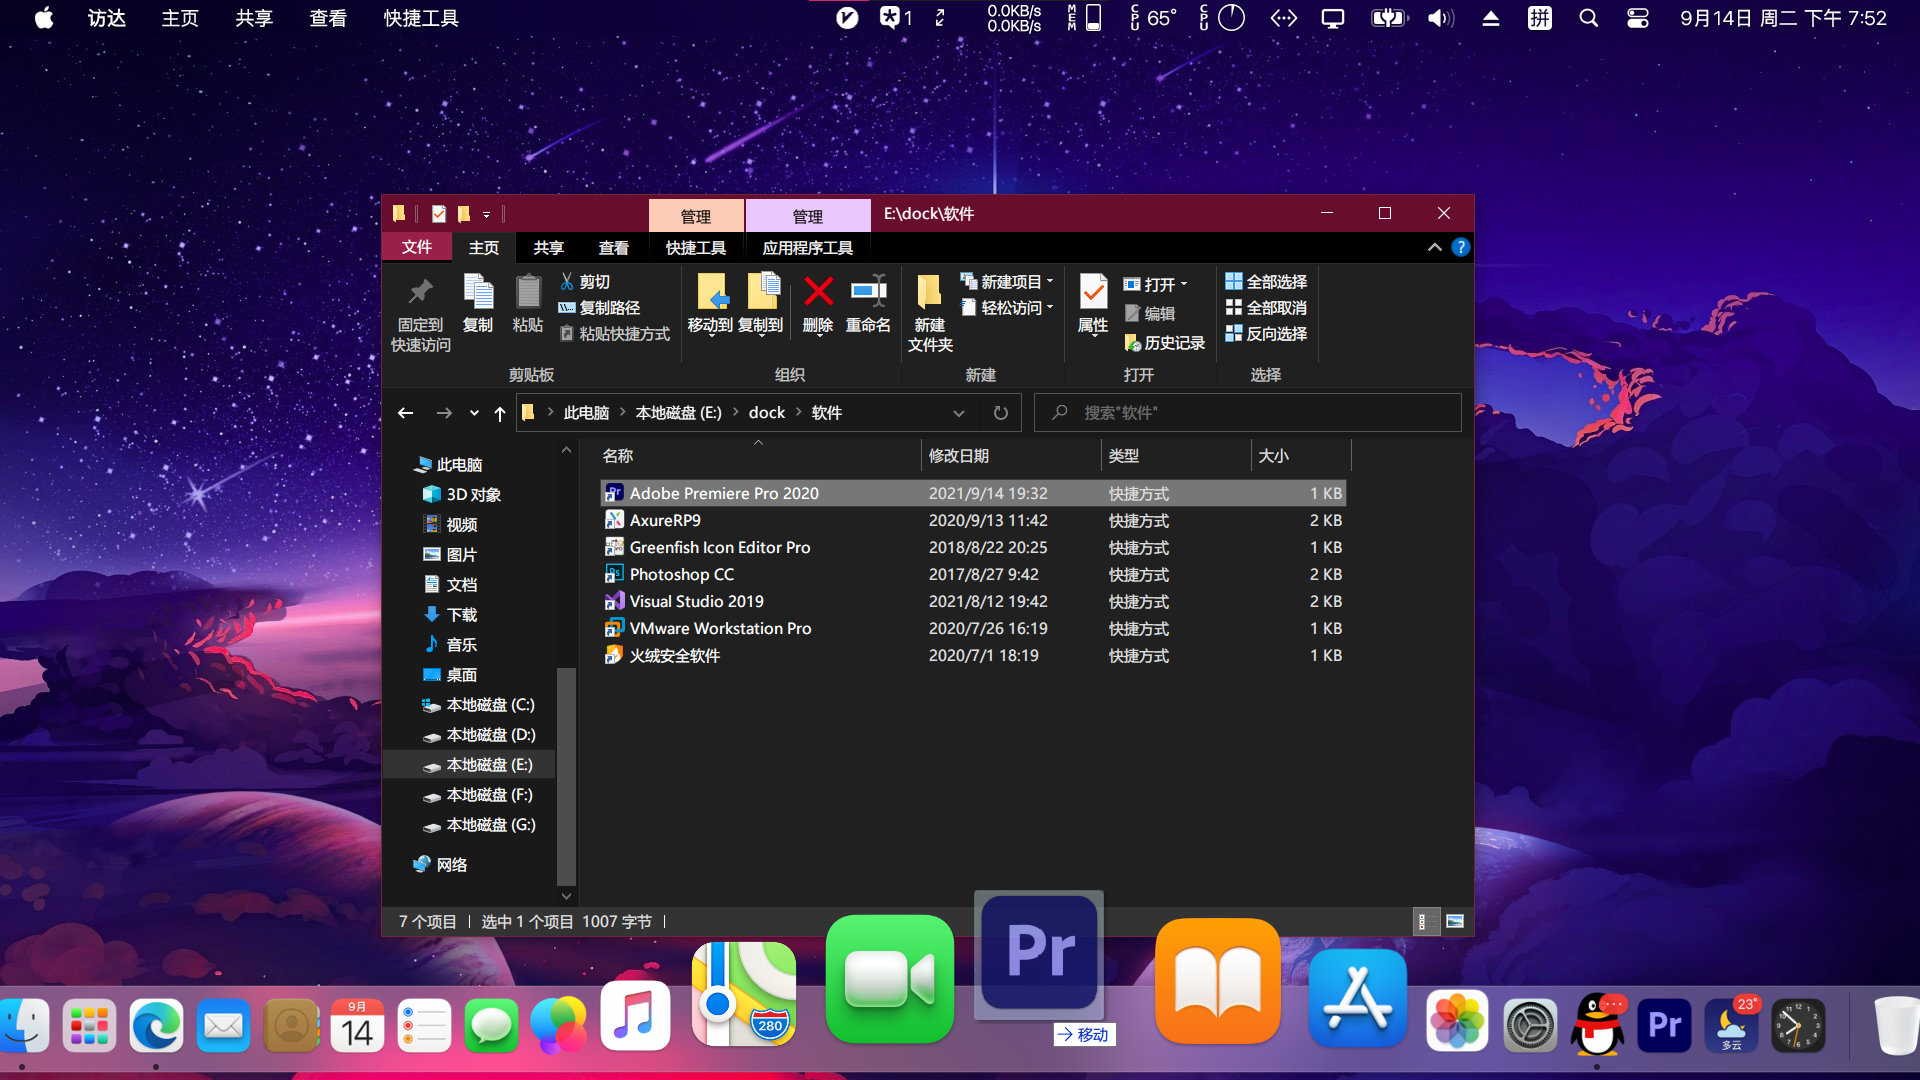 访达 主页 共享 查看 快捷工具 1 0.0KB/s MEM CPU 65° CPU 拼 9月14日 周二 下午 7:52
0.0KB/s
管理 管理 E:\dock\软件
文件 主页 共享 查看 快捷工具 应用程序工具 ?
固定到 快速访问
复制
粘贴
剪切
复制路径
粘贴快捷方式
剪贴板
移动到 复制到 删除 重命名
组织
新建 文件夹
新建项目
轻松访问
新建
属性
打开
编辑
历史记录
打开
全部选择
全部取消
反向选择
选择
此电脑 本地磁盘 (E:) dock 软件 搜索"软件"
此电脑
3D 对象
视频
图片
文档
下载
音乐
桌面
本地磁盘 (C:)
本地磁盘 (D:)
本地磁盘 (E:)
本地磁盘 (F:)
本地磁盘 (G:)
网络
名称 修改日期 类型 大小
Adobe Premiere Pro 2020 2021/9/14 19:32 快捷方式 1 KB
AxureRP9 2020/9/13 11:42 快捷方式 2 KB
Greenfish Icon Editor Pro 2018/8/22 20:25 快捷方式 1 KB
Photoshop CC 2017/8/27 9:42 快捷方式 2 KB
Visual Studio 2019 2021/8/12 19:42 快捷方式 2 KB
VMware Workstation Pro 2020/7/26 16:19 快捷方式 1 KB
火绒安全软件 2020/7/1 18:19 快捷方式 1 KB
7 个项目 选中 1 个项目 1007 字节
Pr
移动
9月
14
280
Pr
23°
多云